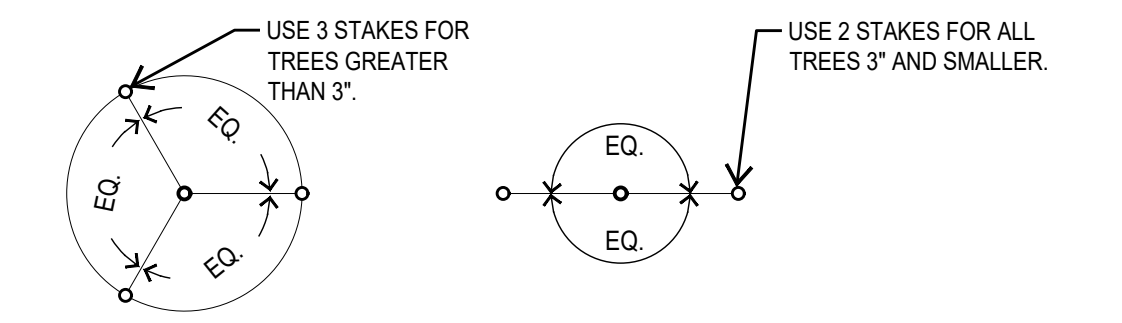 USE 3 STAKES FOR
TREES GREATER
THAN 3".
EQ.
EQ.
EQ.
USE 2 STAKES FOR ALL
TREES 3" AND SMALLER.
EQ.
EQ.